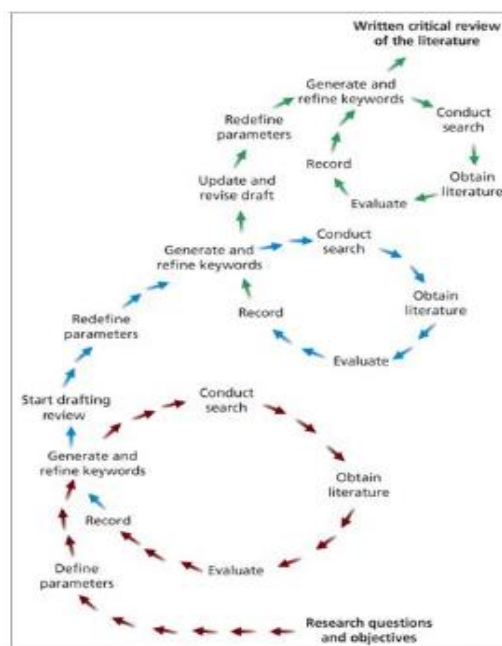 Written critical review
of the literature
Generate and
refine keywords
Conduct
search
Redefine
parameters
Record
Obtain
literature
Update and
revise draft
Evaluate
Conduct
search
Generate and
refine keywords
Obtain
literature
Redefine
parameters
Record
Evaluate
Conduct
search
Start drafting
review
Generate and
refine keywords
Obtain
literature
Record
Define
parameters
Evaluate
Research questions
and objectives